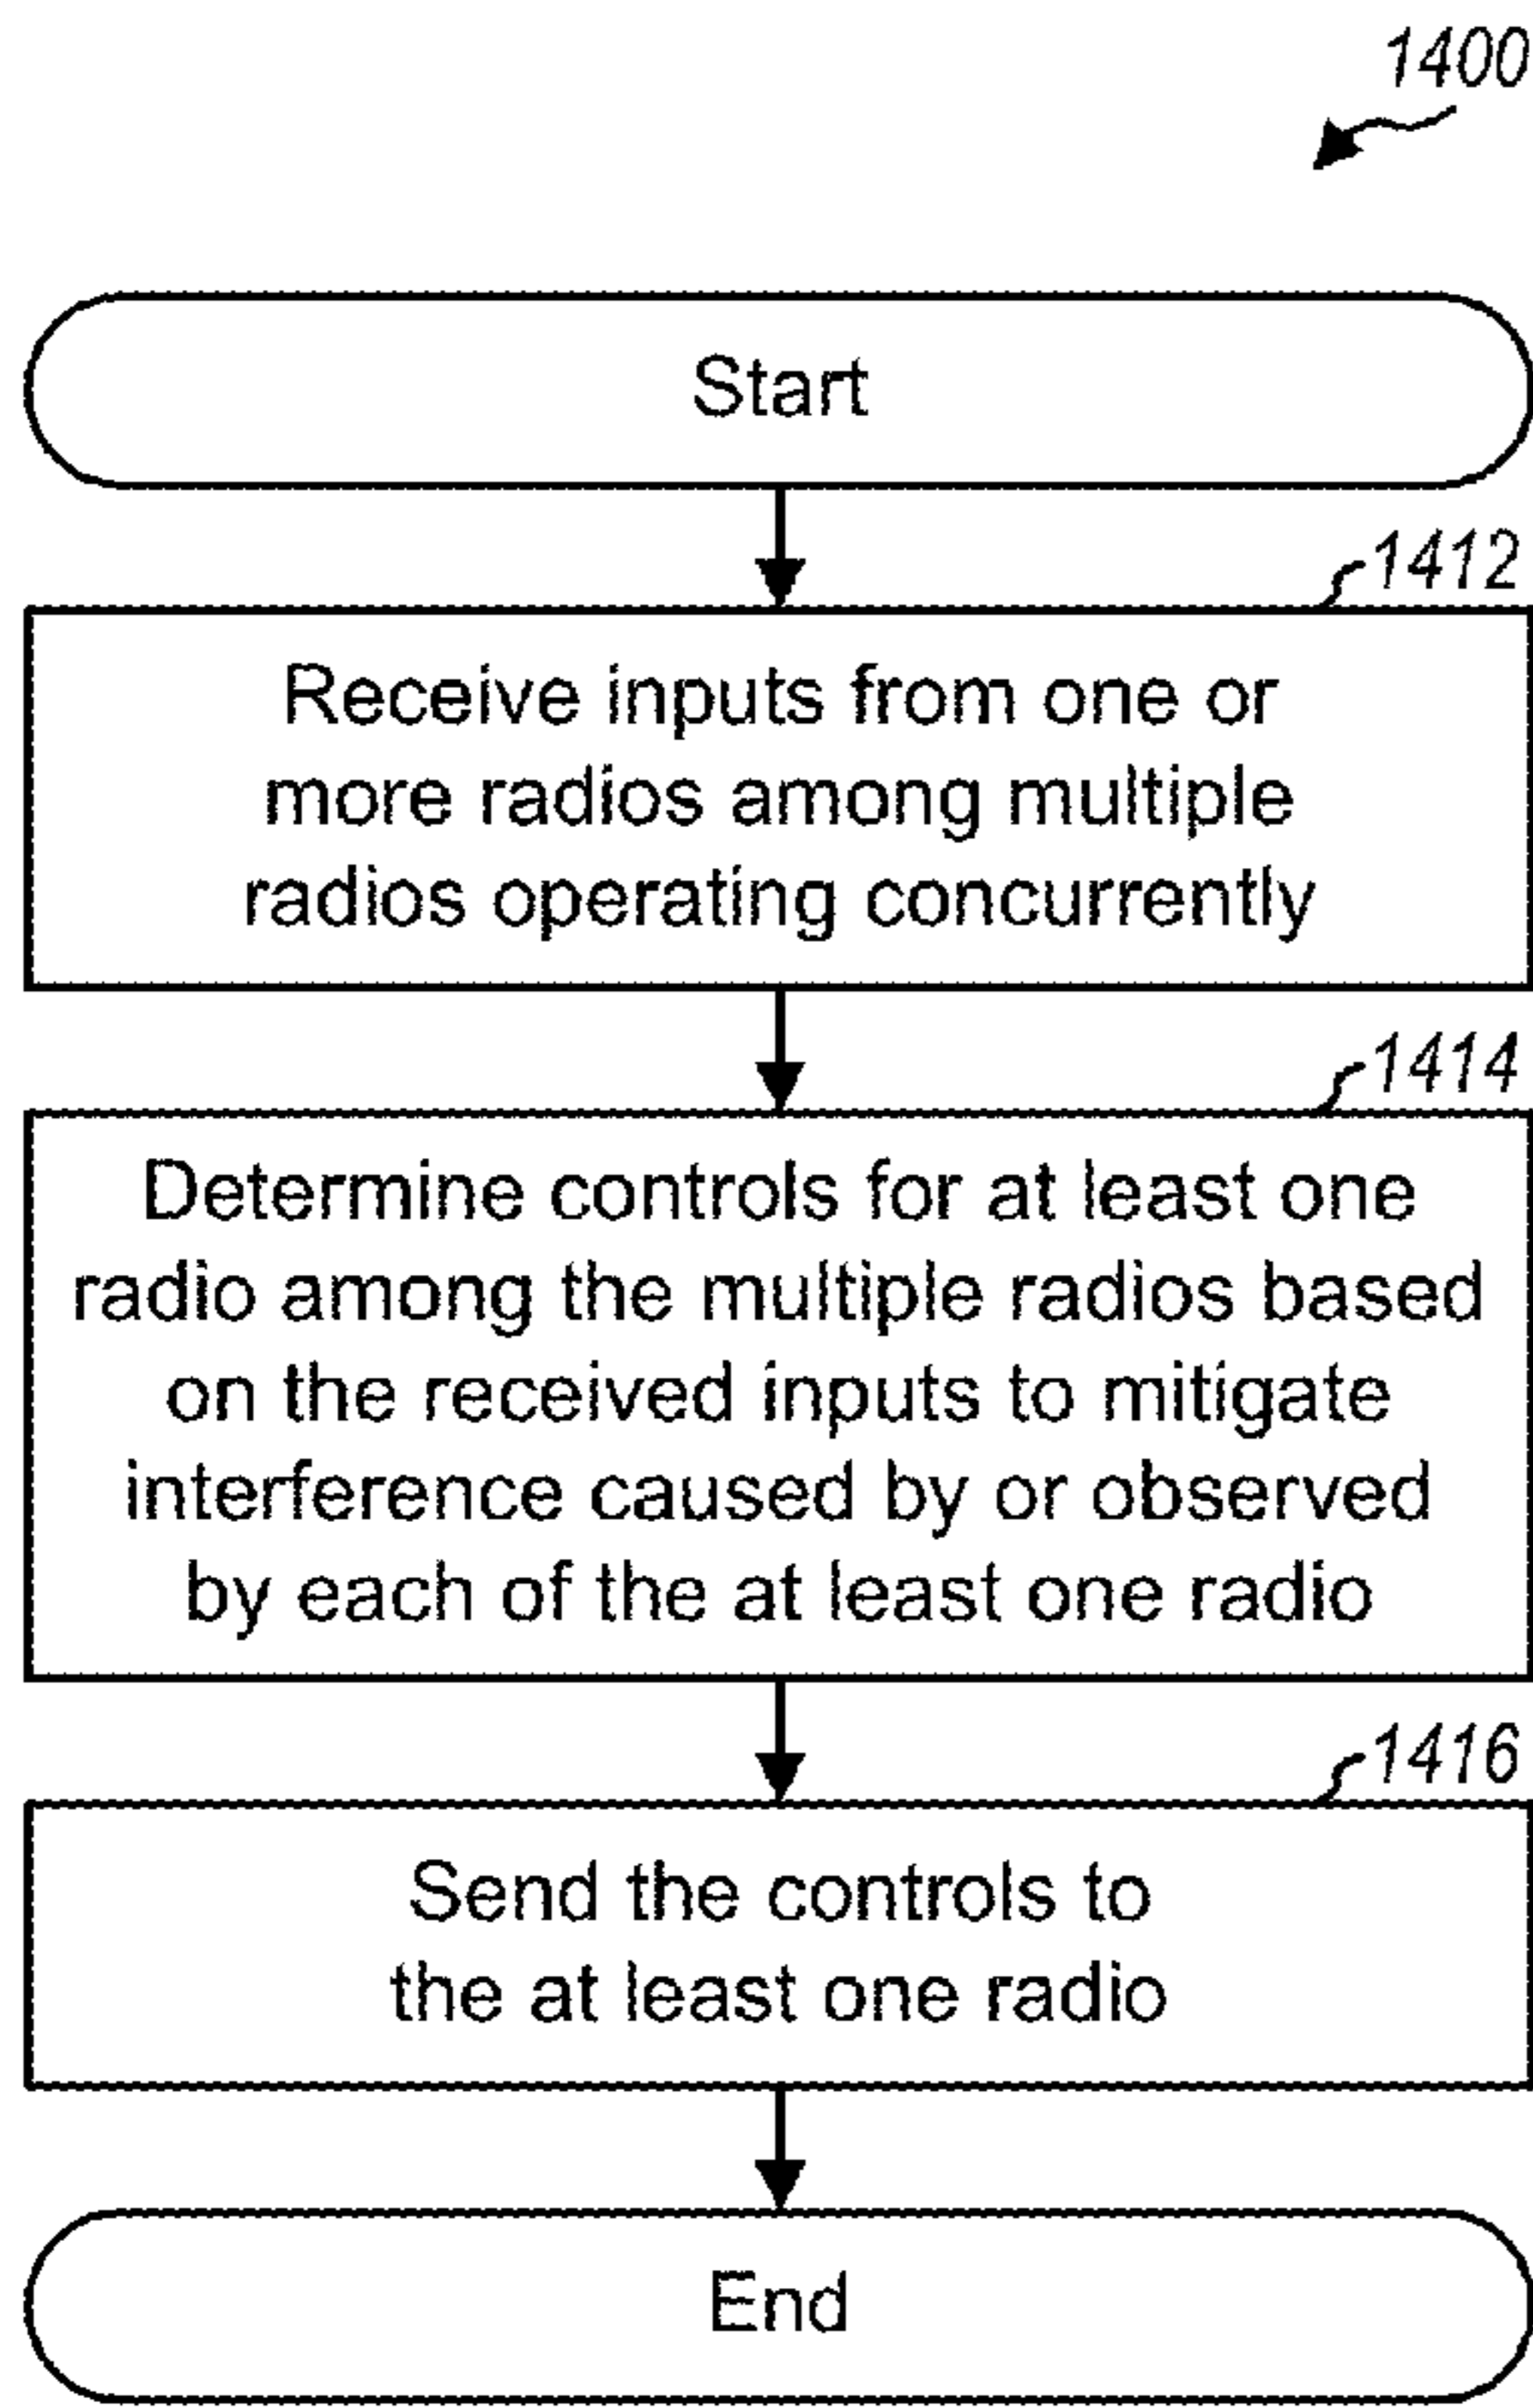 1400
Start
1412
Receive inputs from one or
more radios among multiple
radios operating concurrently
1414
Determine controls for at least one
radio among the multiple radios based
on the received inputs to mitigate
interference caused by or observed
by each of the at least one radio
1416
Send the controls to
the at least one radio
End